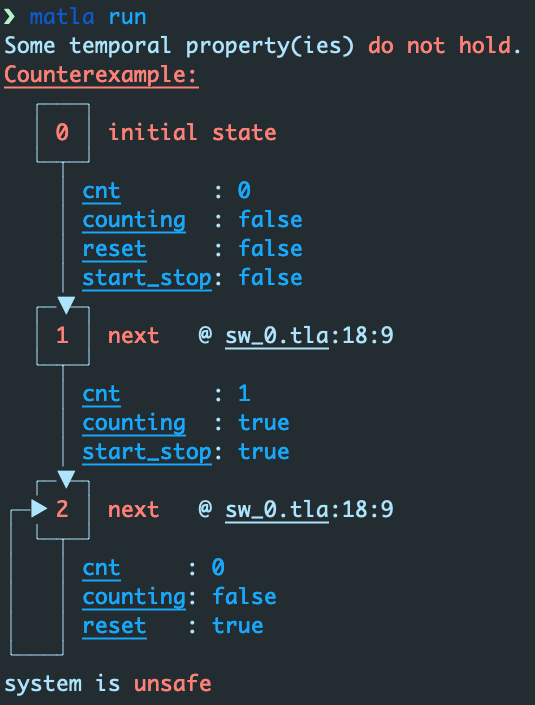 ❯ matla run
Some temporal property(ies) do not hold.
Counterexample:
0 initial state
cnt : 0
counting : false
reset : false
start_stop: false
1 next @ sw_0.tla:18:9
cnt : 1
counting : true
start_stop: true
2 next @ sw_0.tla:18:9
cnt : 0
counting: false
reset : true
system is unsafe